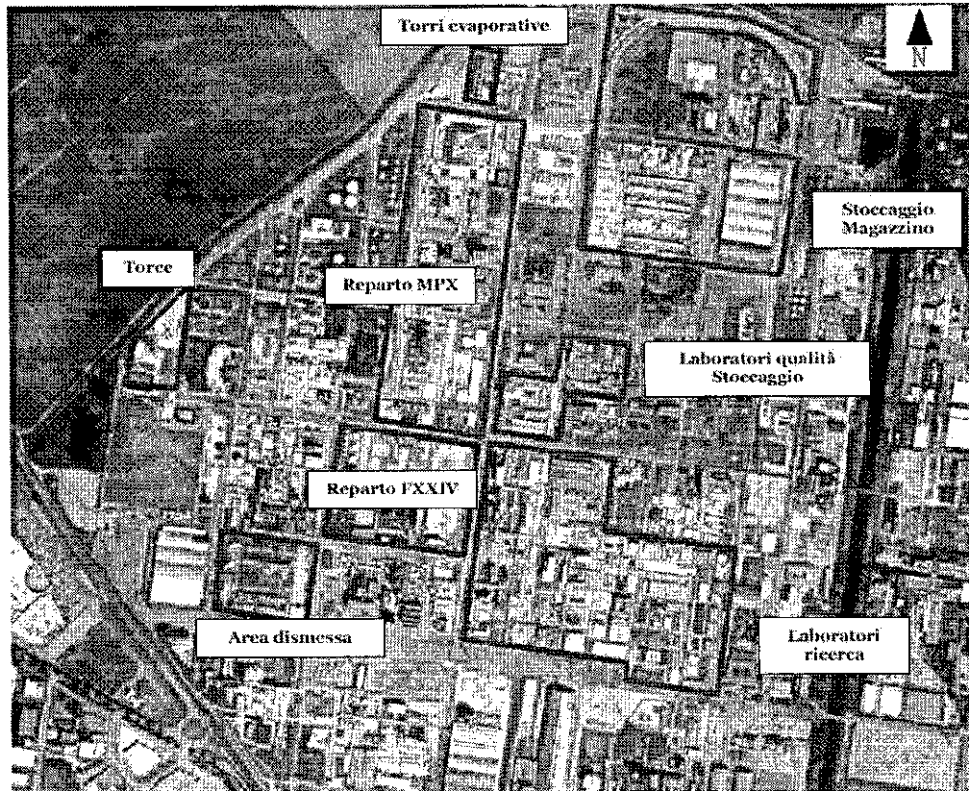 Torri evaporative
N
Stoccaggio
Magazzino
Torce
Reparto MPX
Laboratori qualità
Stoccaggio
Reparto FXXIV
Area dismessa
Laboratori
ricerca